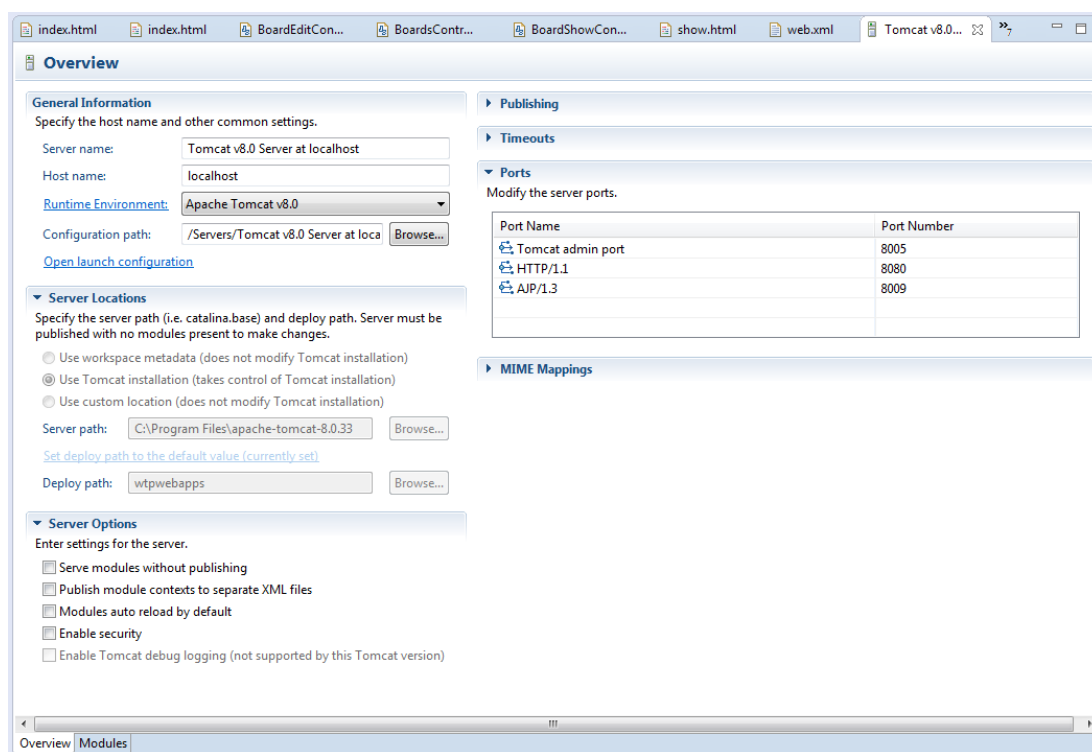 index.html index.html BoardEditCon... BoardsContr... BoardShowCon... show.html web.xml Tomcat v8.0... »7
Overview
General Information
Specify the host name and other common settings.
Server name: Tomcat v8.0 Server at localhost
Host name: localhost
Runtime Environment: Apache Tomcat v8.0
Configuration path: /Servers/Tomcat v8.0 Server at loca Browse...
Open launch configuration
Server Locations
Specify the server path (i.e. catalina.base) and deploy path. Server must be
published with no modules present to make changes.
Use workspace metadata (does not modify Tomcat installation)
Use Tomcat installation (takes control of Tomcat installation)
Use custom location (does not modify Tomcat installation)
Server path: C:\Program Files\apache-tomcat-8.0.33 Browse...
Set deploy path to the default value (currently set)
Deploy path: wtpwebapps Browse...
Server Options
Enter settings for the server.
Serve modules without publishing
Publish module contexts to separate XML files
Modules auto reload by default
Enable security
Enable Tomcat debug logging (not supported by this Tomcat version)
Publishing
Timeouts
Ports
Modify the server ports.
Port Name Port Number
Tomcat admin port 8005
HTTP/1.1 8080
AJP/1.3 8009
MIME Mappings
Overview Modules